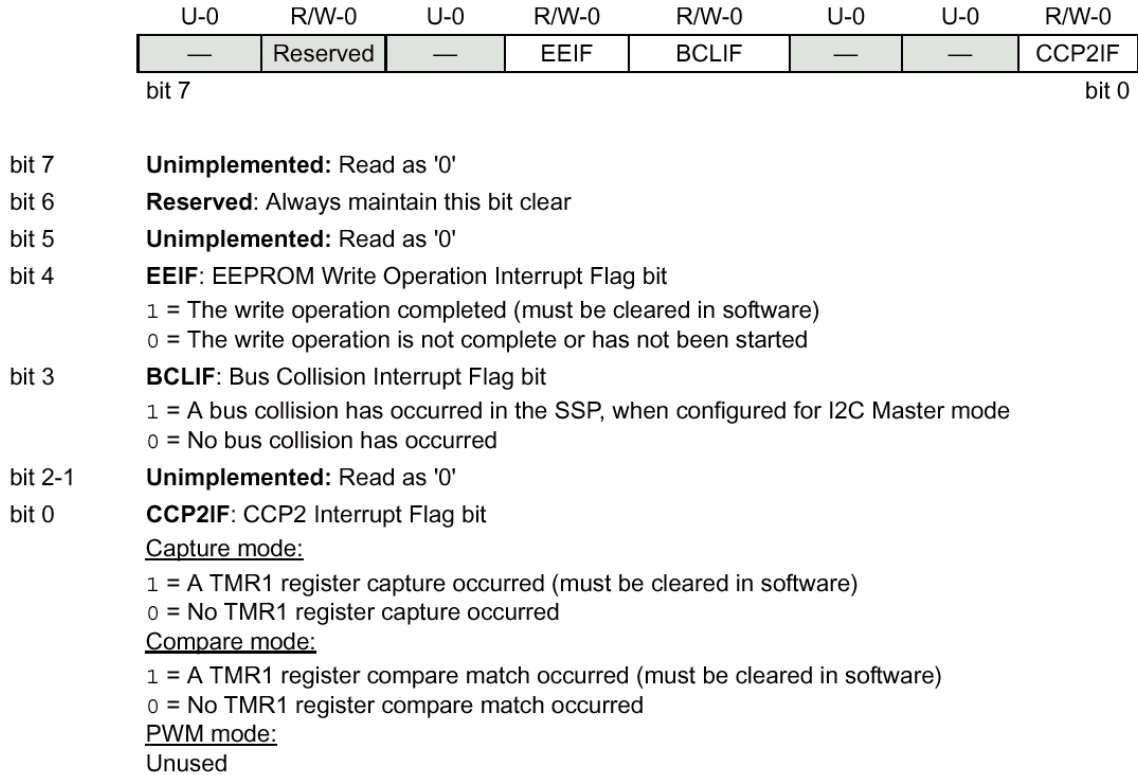 U-0 R/W-0 U-0 R/W-0 R/W-0 U-0 U-0 R/W-0
— Reserved — EEIF BCLIF — — CCP2IF
bit 7 bit 0
bit 7 Unimplemented: Read as '0'
bit 6 Reserved: Always maintain this bit clear
bit 5 Unimplemented: Read as '0'
bit 4 EEIF: EEPROM Write Operation Interrupt Flag bit
1 = The write operation completed (must be cleared in software)
0 = The write operation is not complete or has not been started
bit 3 BCLIF: Bus Collision Interrupt Flag bit
1 = A bus collision has occurred in the SSP, when configured for I2C Master mode
0 = No bus collision has occurred
bit 2-1 Unimplemented: Read as '0'
bit 0 CCP2IF: CCP2 Interrupt Flag bit
Capture mode:
1 = A TMR1 register capture occurred (must be cleared in software)
0 = No TMR1 register capture occurred
Compare mode:
1 = A TMR1 register compare match occurred (must be cleared in software)
0 = No TMR1 register compare match occurred
PWM mode:
Unused